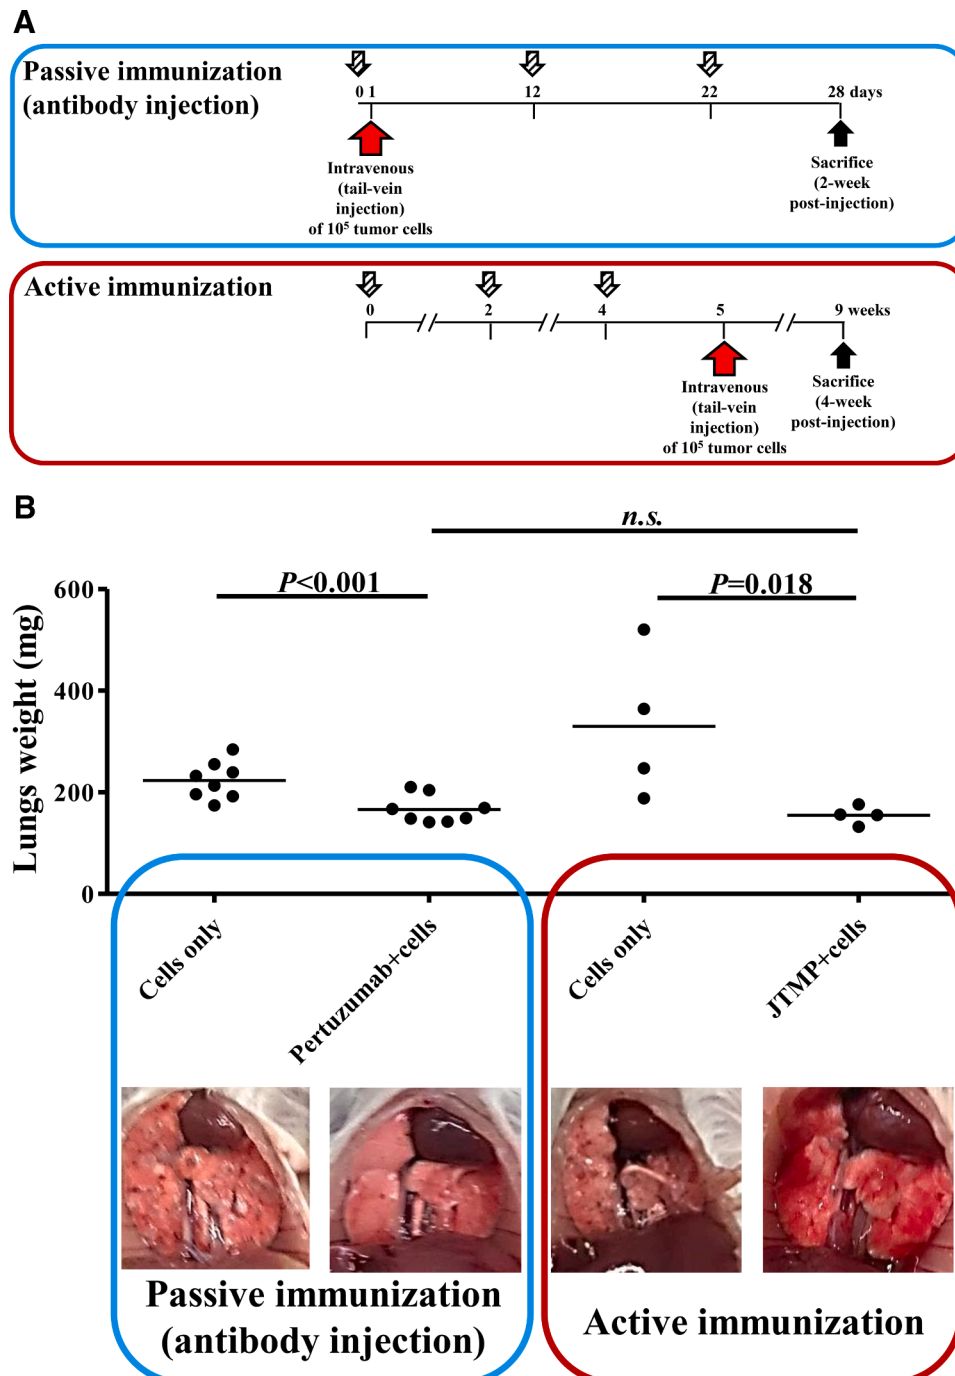 A
Passive immunization
(antibody injection)
0 1 12 22 28 days
Intravenous
(tail-vein
injection)
of 10⁵ tumor cells
Sacrifice
(2-week
post-injection)
Active immunization
0 2 4 5 9 weeks
Intravenous
(tail-vein
injection)
of 10⁵ tumor cells
Sacrifice
(4-week
post-injection)
B
n.s.
P<0.001
P=0.018
Lungs weight (mg)
600
400
200
0
Cells only
Pertuzumab+cells
Cells only
JTMP+cells
Passive immunization
(antibody injection)
Active immunization